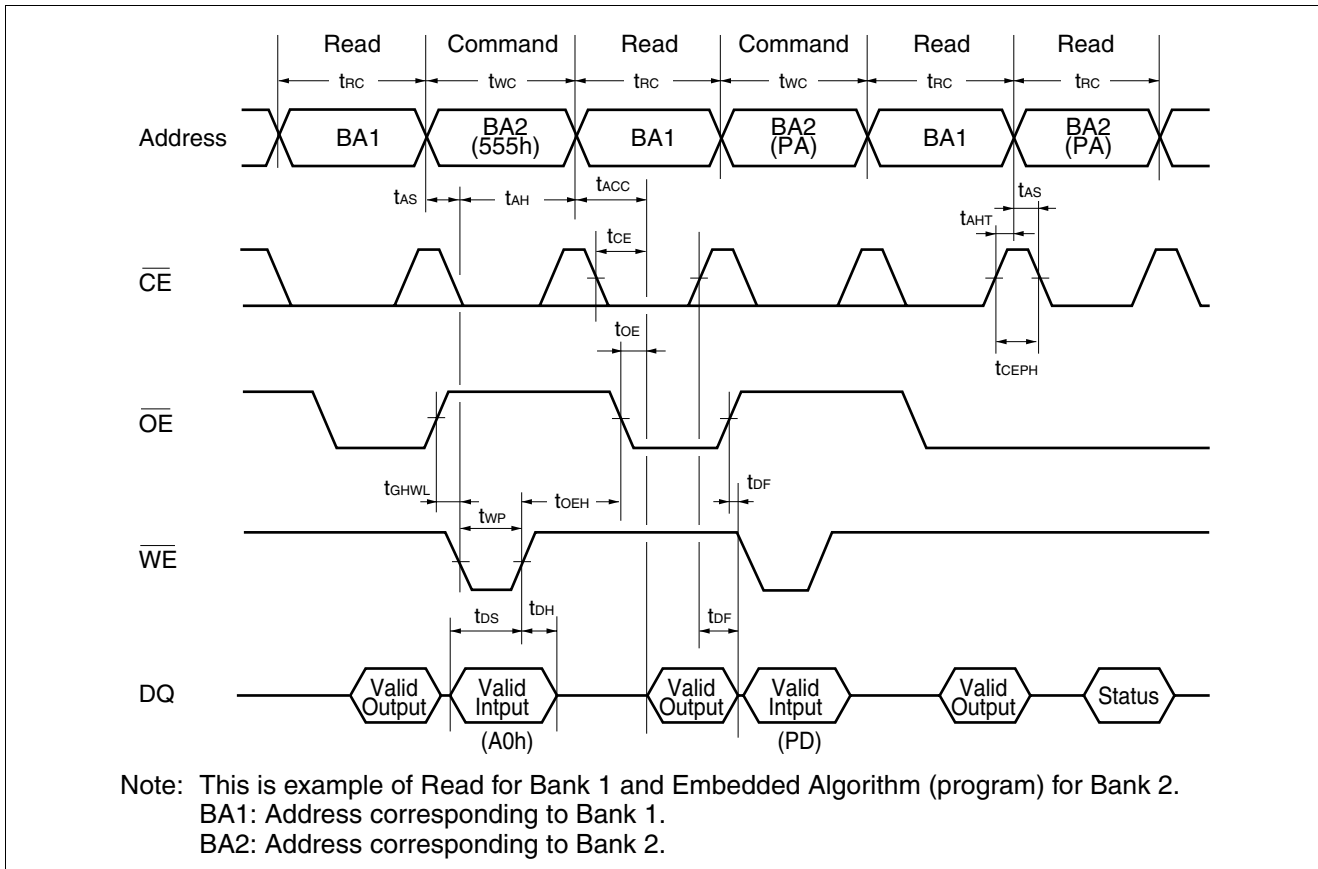 Read Command Read Command Read Read
tRC tWC tRC tWC tRC tRC
Address BA1 BA2 (555h) BA1 BA2 (PA) BA1 BA2 (PA)
tAS tAH tACC tAS
tAHT
tCE
CE
tOE
tCEPH
OE
tGHWL tOEH tDF
tWP
WE
tDS tDH tDF
DQ Valid Output Valid Intput Valid Output Valid Intput Valid Output Status
(A0h) (PD)
Note: This is example of Read for Bank 1 and Embedded Algorithm (program) for Bank 2.
BA1: Address corresponding to Bank 1.
BA2: Address corresponding to Bank 2.